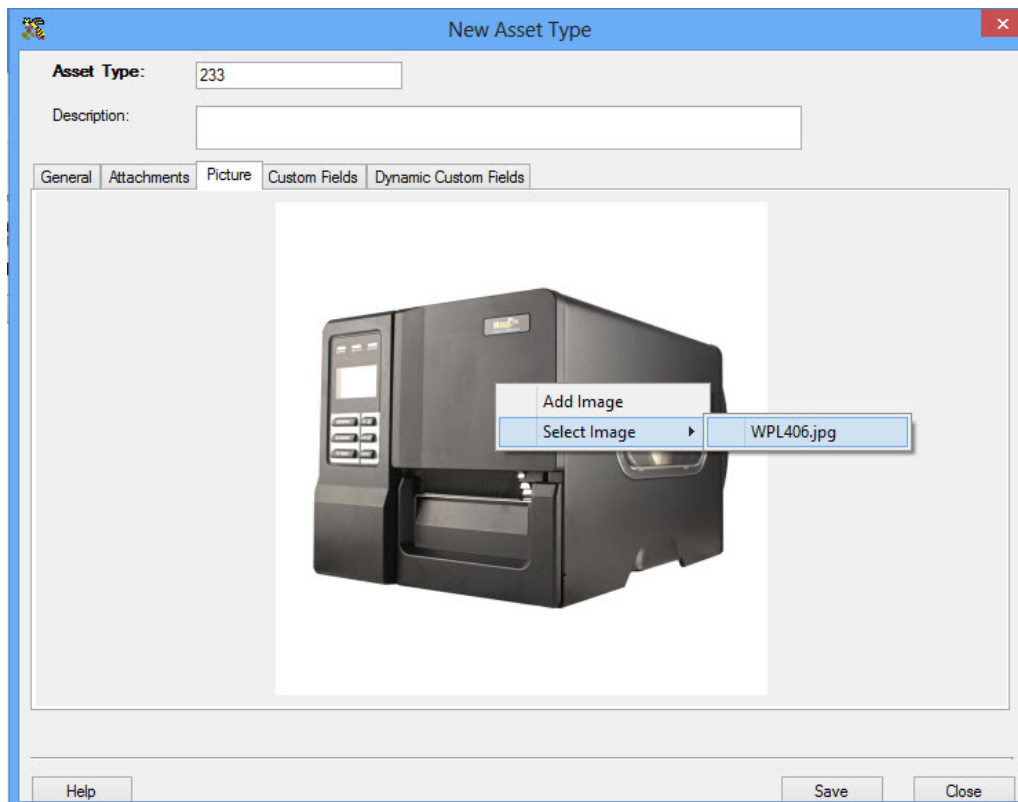 New Asset Type
Asset Type: 233
Description:
General Attachments Picture Custom Fields Dynamic Custom Fields
Wasp
Add Image
Select Image WPL406.jpg
Help Save Close